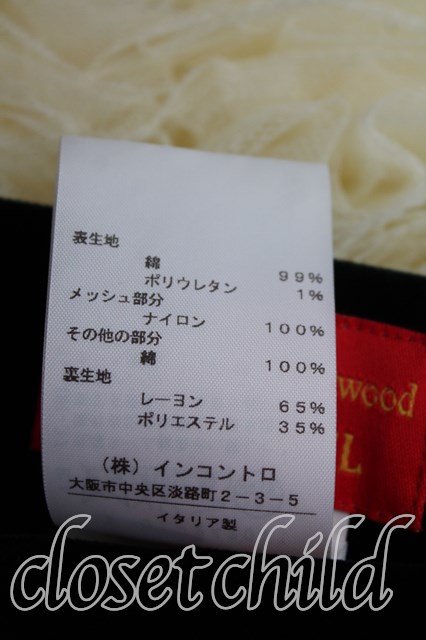 表生地
綿 99%
ポリウレタン 1%
メッシュ部分
ナイロン 100%
その他の部分
綿 100%
裏生地
レーヨン 65%
ポリエステル 35%
（株）インコントロ
大阪市中央区淡路町2-3-5
イタリア製
wood
L
closetchild